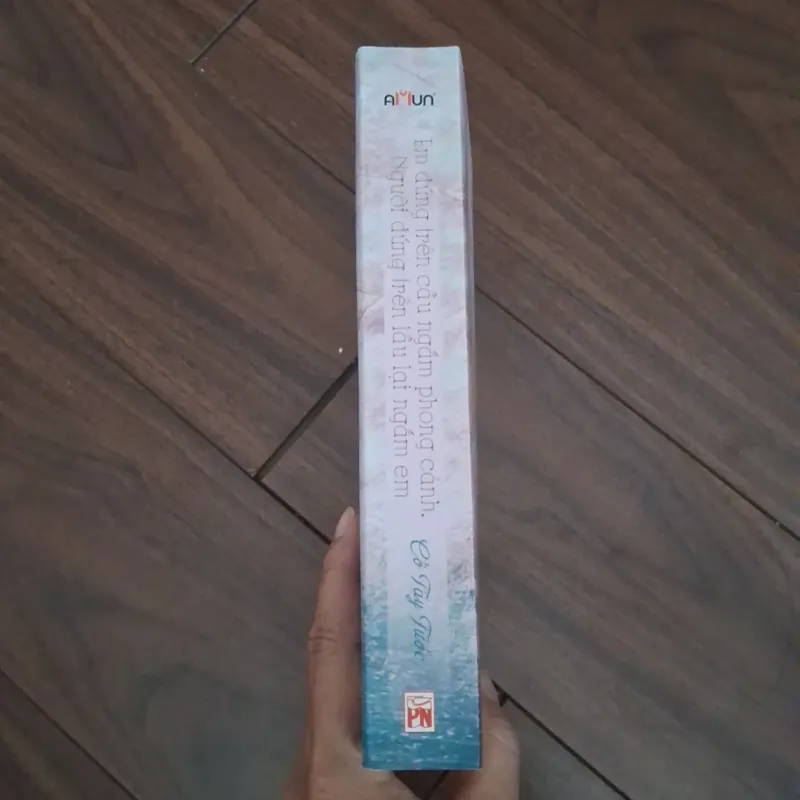 AMUN
Em đứng trên cầu ngắm phong cảnh.
Người đứng trên lầu lại ngắm em
Cố Tây Tước
PN